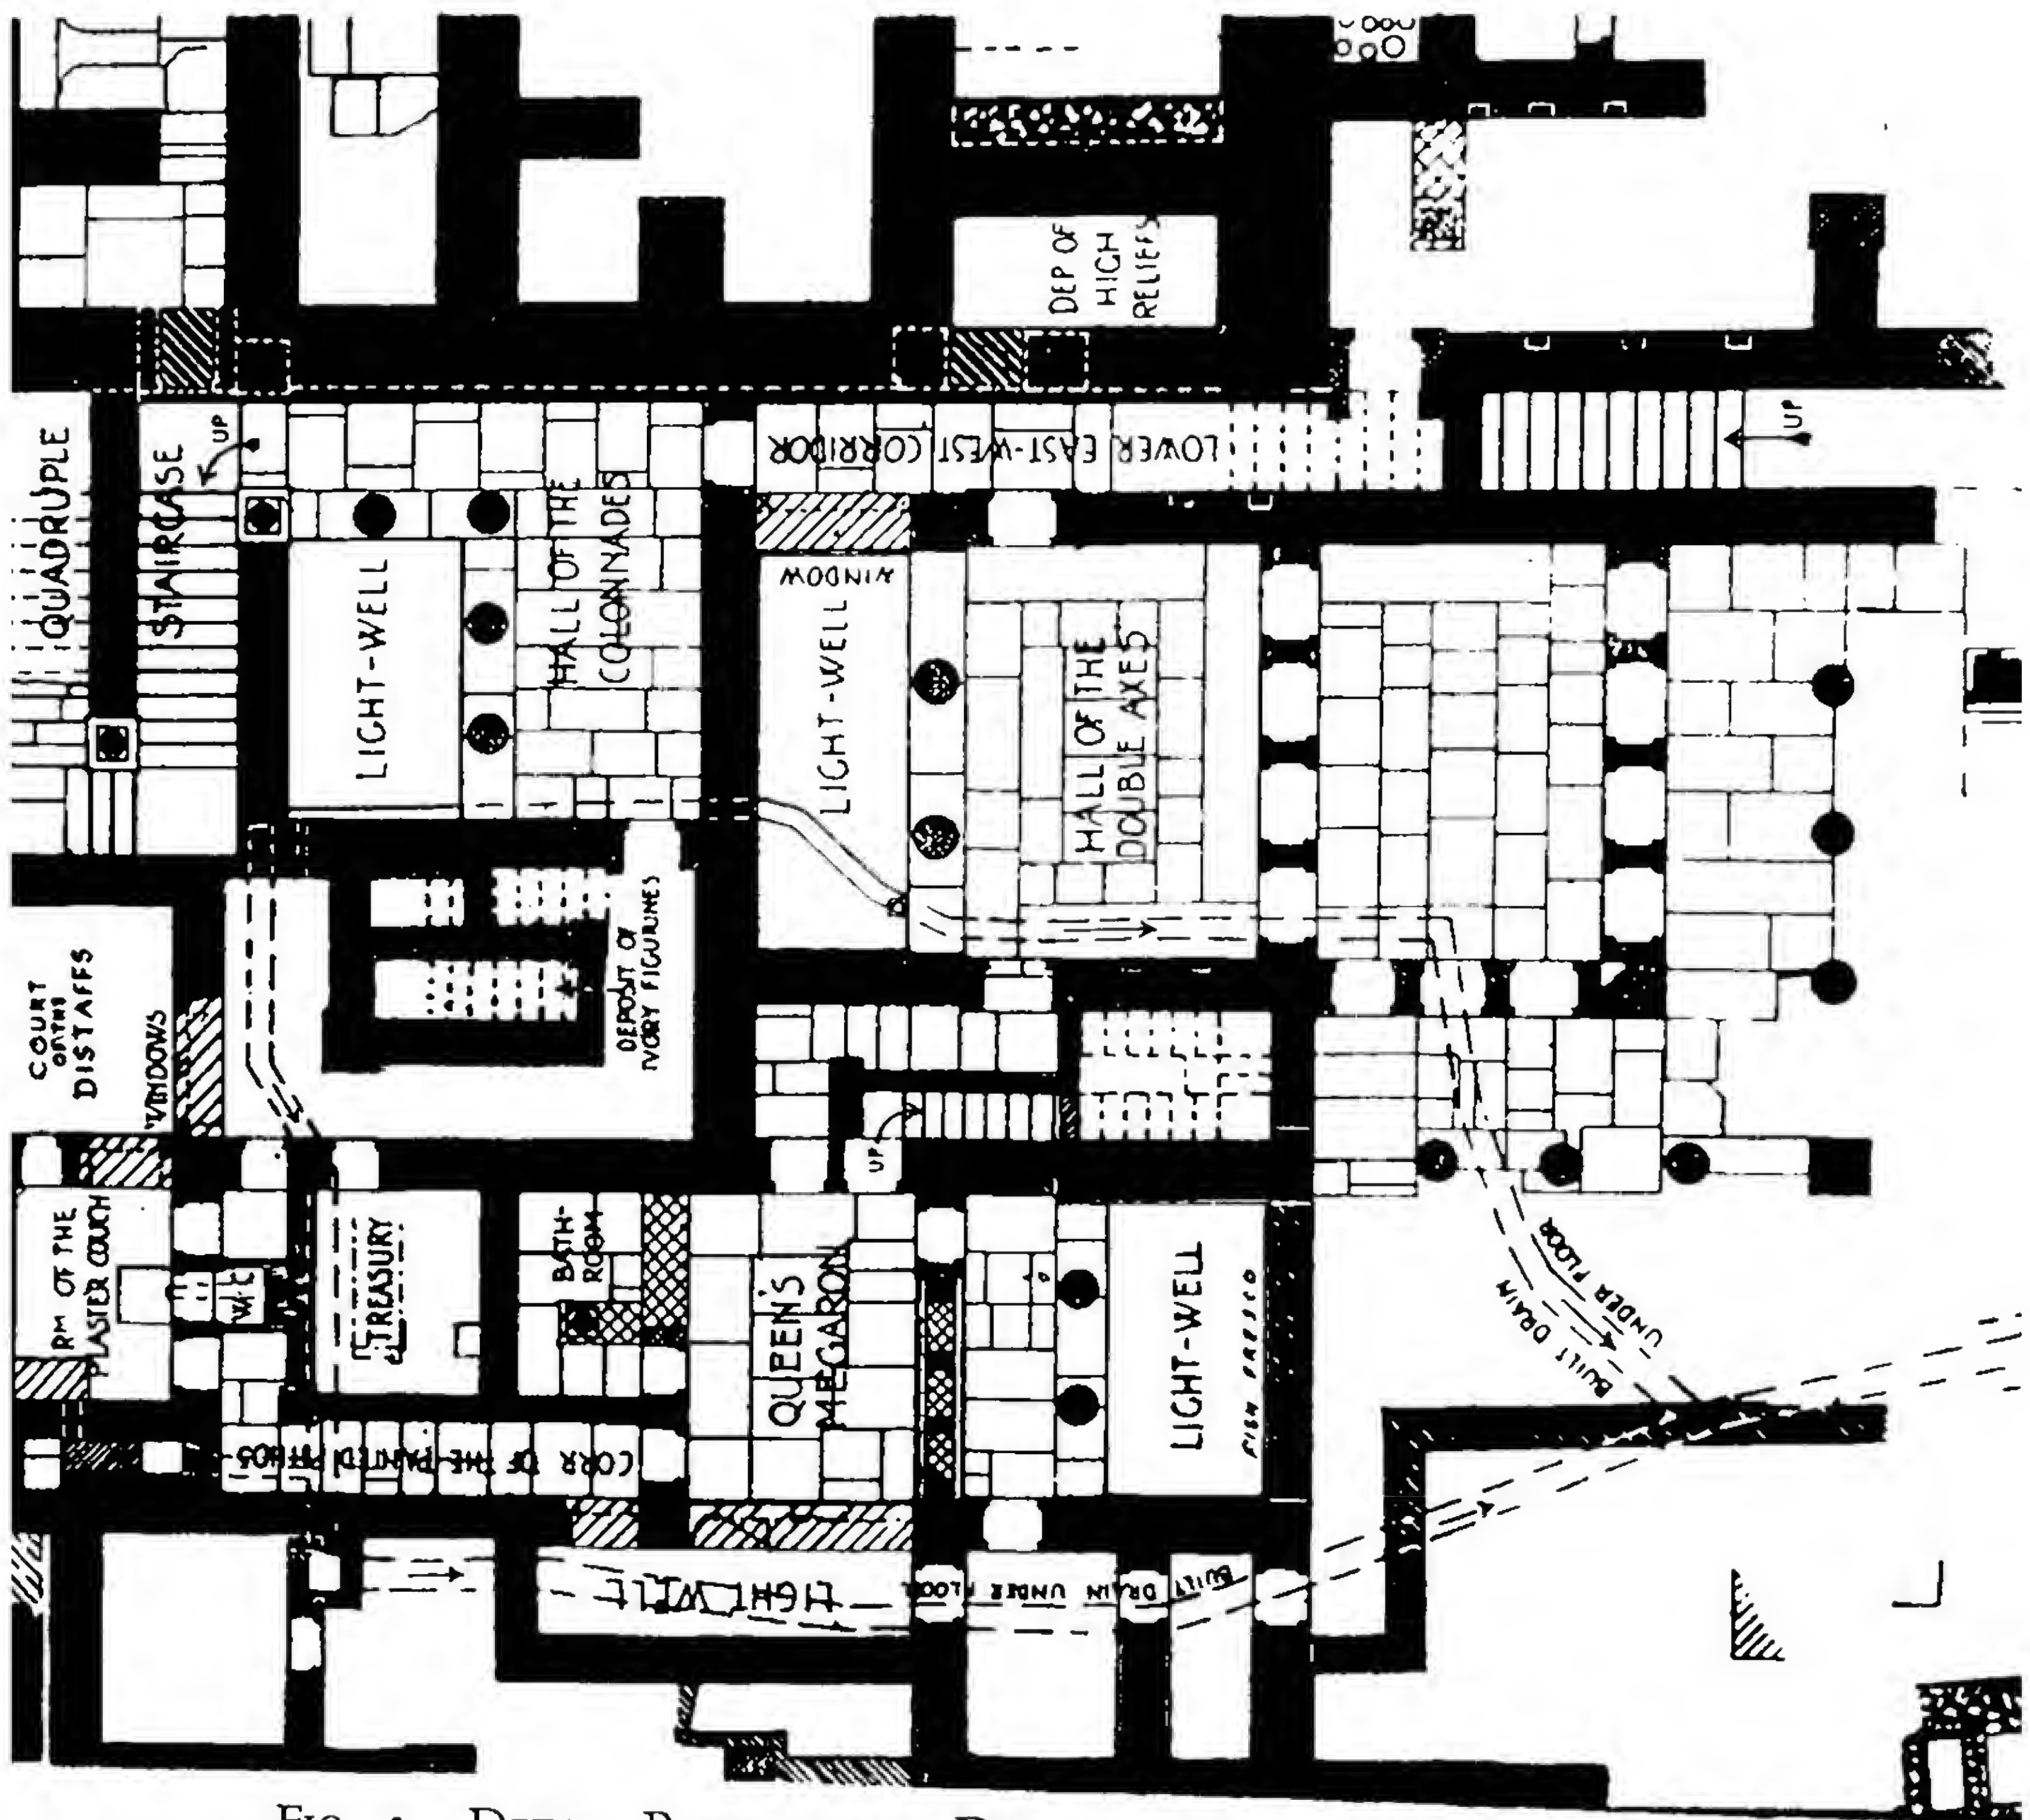 DEP OF
HIGH
RELIEFS
QUADRUPLE
STAIRCASE
UP
LOWER EAST-WEST CORRIDOR
UP
LIGHT-WELL
HALL OF THE
COLONNADES
WINDOW
LIGHT-WELL
HALL OF THE
DOUBLE AXES
COURT
OF THE
DISTAFFS
WINDOWS
DEPOSIT OF
IVORY FIGURINES
UP
RM OF THE
PLASTER COUCH
TREASURY
BATH-
ROOM
QUEEN'S
MEGARON
LIGHT-WELL
FISH FRESCO
BUILT DRAIN
UNDER FLOOR
CORR OF THE PAINTED PITHOS
LIGHT WELL
BUILT DRAIN UNDER FLOOR
FIG